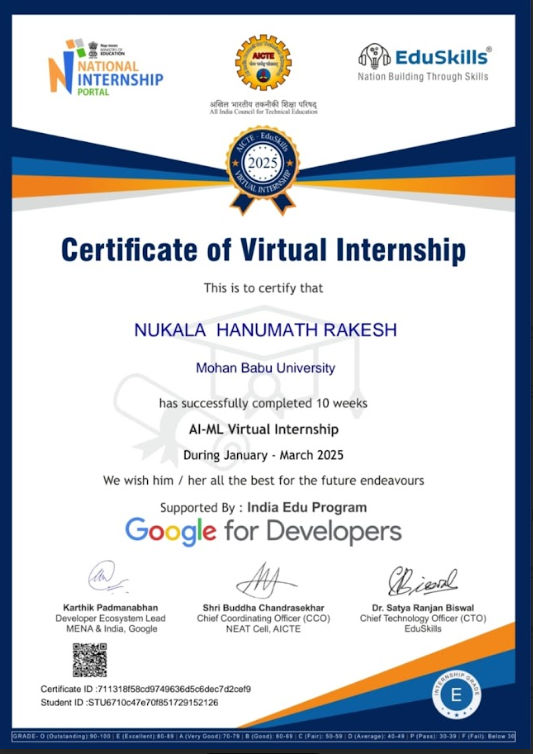 सत्यमेव जयते
MINISTRY OF
EDUCATION
NATIONAL
INTERNSHIP
PORTAL
AICTE
EduSkills®
Nation Building Through Skills
अखिल भारतीय तकनीकी शिक्षा परिषद्
All India Council for Technical Education
AICTE - EduSkills
2025
VIRTUAL INTERNSHIP
Certificate of Virtual Internship
This is to certify that
NUKALA HANUMATH RAKESH
Mohan Babu University
has successfully completed 10 weeks
AI-ML Virtual Internship
During January - March 2025
We wish him / her all the best for the future endeavours
Supported By : India Edu Program
Google for Developers
Karthik Padmanabhan
Developer Ecosystem Lead
MENA & India, Google
Shri Buddha Chandrasekhar
Chief Coordinating Officer (CCO)
NEAT Cell, AICTE
SRBiswal
Dr. Satya Ranjan Biswal
Chief Technology Officer (CTO)
EduSkills
Certificate ID :711318f58cd9749636d5c6dec7d2cef9
Student ID :STU6710c47e70f851729152126
INTERNSHIP GRADE
E
GRADE- O (Outstanding):90-100 | E (Excellent):80-89 | A (Very Good):70-79 | B (Good): 60-69 | C (Fair): 50-59 | D (Average): 40-49 | P (Pass): 30-39 | F (Fail): Below 30